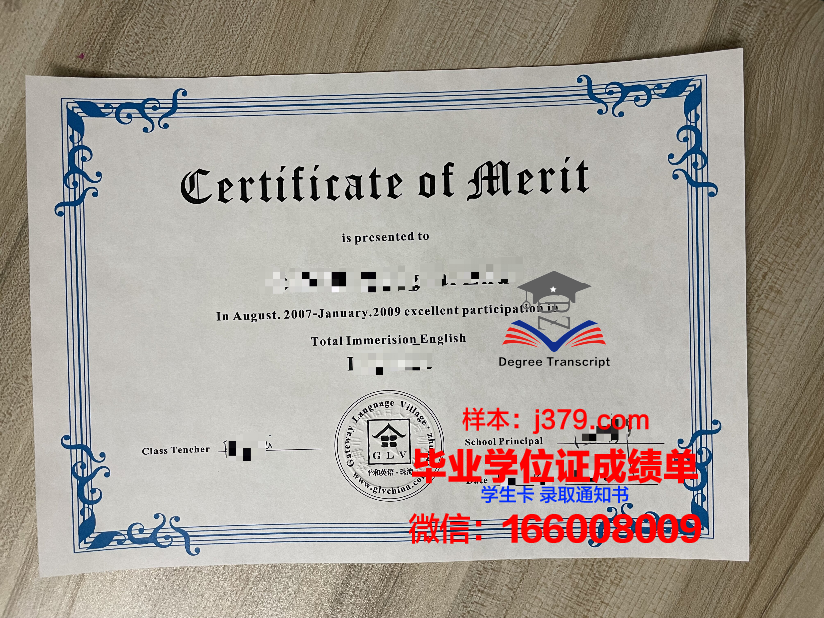 Certificate of Merit
is presented to
In August. 2007-January.2009 excellent participation in
Total Immerision English
Degree Transcript
Gateway Language Village
GLV
www.glvchina.com
样本：j379.com
Class Tencher
School Principal
毕业学位证成绩单
Date
学生卡 录取通知书
微信：166008009